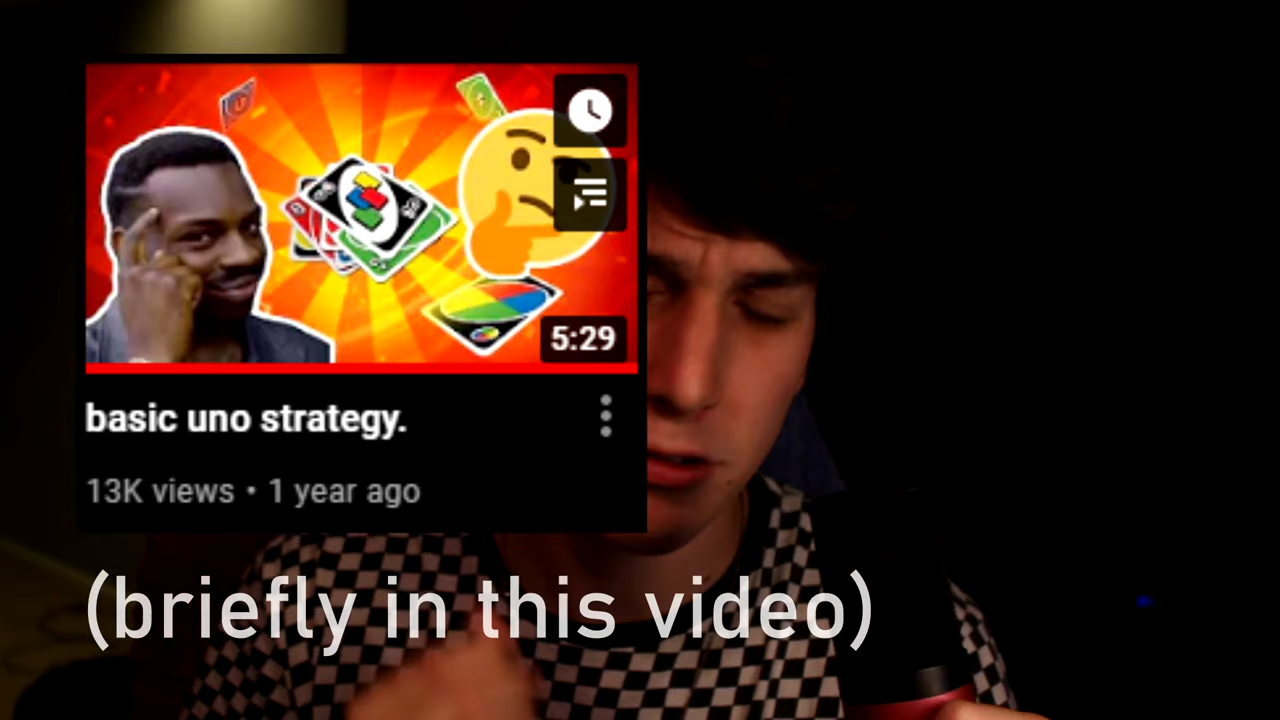 5:29
basic uno strategy.
13K views • 1 year ago
(briefly in this video)